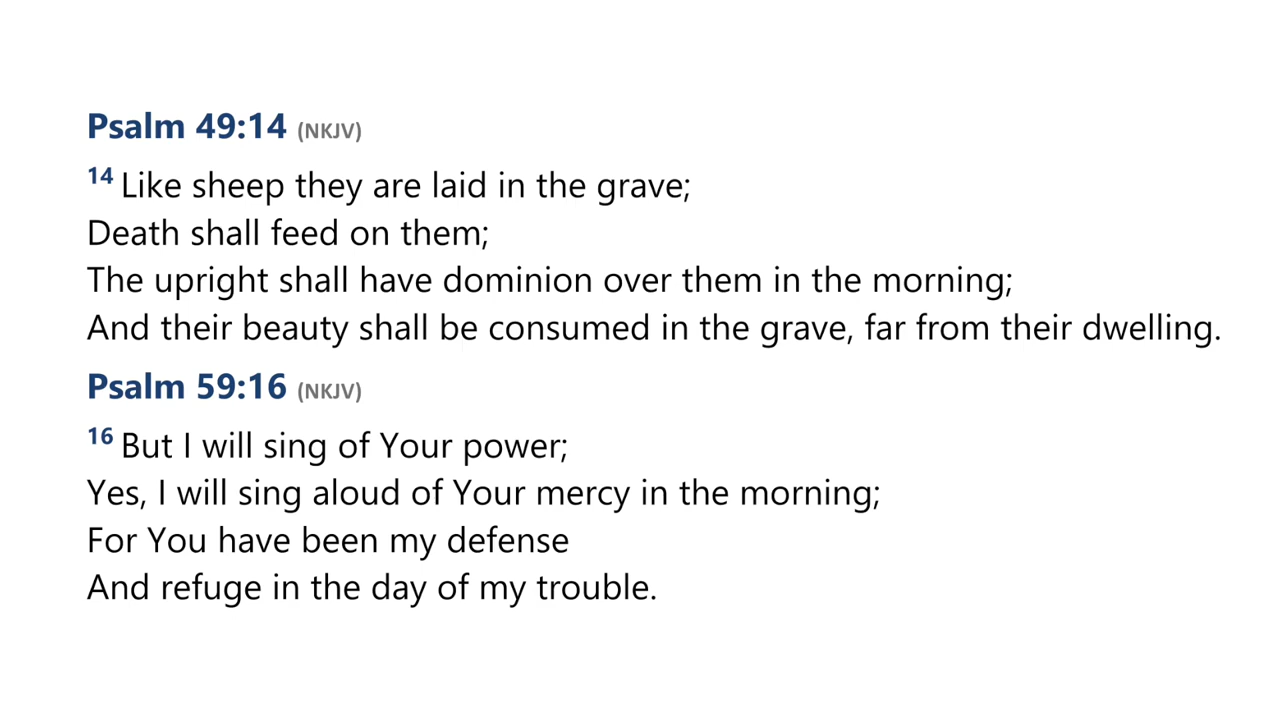 Psalm 49:14 (NKJV)
14 Like sheep they are laid in the grave;
Death shall feed on them;
The upright shall have dominion over them in the morning;
And their beauty shall be consumed in the grave, far from their dwelling.
Psalm 59:16 (NKJV)
16 But I will sing of Your power;
Yes, I will sing aloud of Your mercy in the morning;
For You have been my defense
And refuge in the day of my trouble.